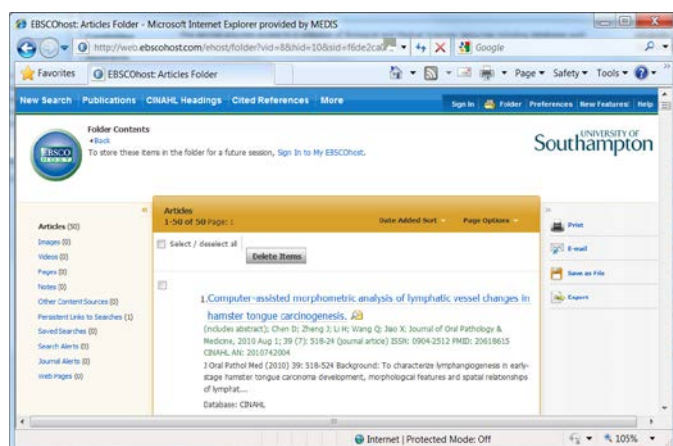 EBSCOhost: Articles Folder - Microsoft Internet Explorer provided by MEDIS
http://web.ebscohost.com/ehost/folder?vid=8&hid=10&sid=f6de2ca0
Google
Favorites EBSCOhost: Articles Folder
Page Safety Tools
New Search Publications CINAHL Headings Cited References More
Sign In Folder Preferences New Features! Help
EBSCO
HOST
Folder Contents
Back
To store these items in the folder for a future session, Sign In to My EBSCOhost.
UNIVERSITY OF
Southampton
Articles
1-50 of 50 Page: 1
Date Added Sort Page Options
Select / deselect all
Delete Items
Articles (50)
Images (0)
Videos (0)
Pages (0)
Notes (0)
Other Content Sources (0)
Persistent Links to Searches (1)
Saved Searches (0)
Search Alerts (0)
Journal Alerts (0)
Web Pages (0)
1. Computer-assisted morphometric analysis of lymphatic vessel changes in
hamster tongue carcinogenesis.
(includes abstract); Chen D; Zheng J; Li H; Wang Q; Jiao X; Journal of Oral Pathology &
Medicine, 2010 Aug 1; 39 (7): 518-24 (journal article) ISSN: 0904-2512 PMID: 20618615
CINAHL AN: 2010742004
J Oral Pathol Med (2010) 39: 518-524 Background: To characterize lymphangiogenesis in early-
stage hamster tongue carcinoma development, morphological features and spatial relationships
of lymphat....
Database: CINAHL
Print
E-mail
Save as File
Export
Internet | Protected Mode: Off
105%